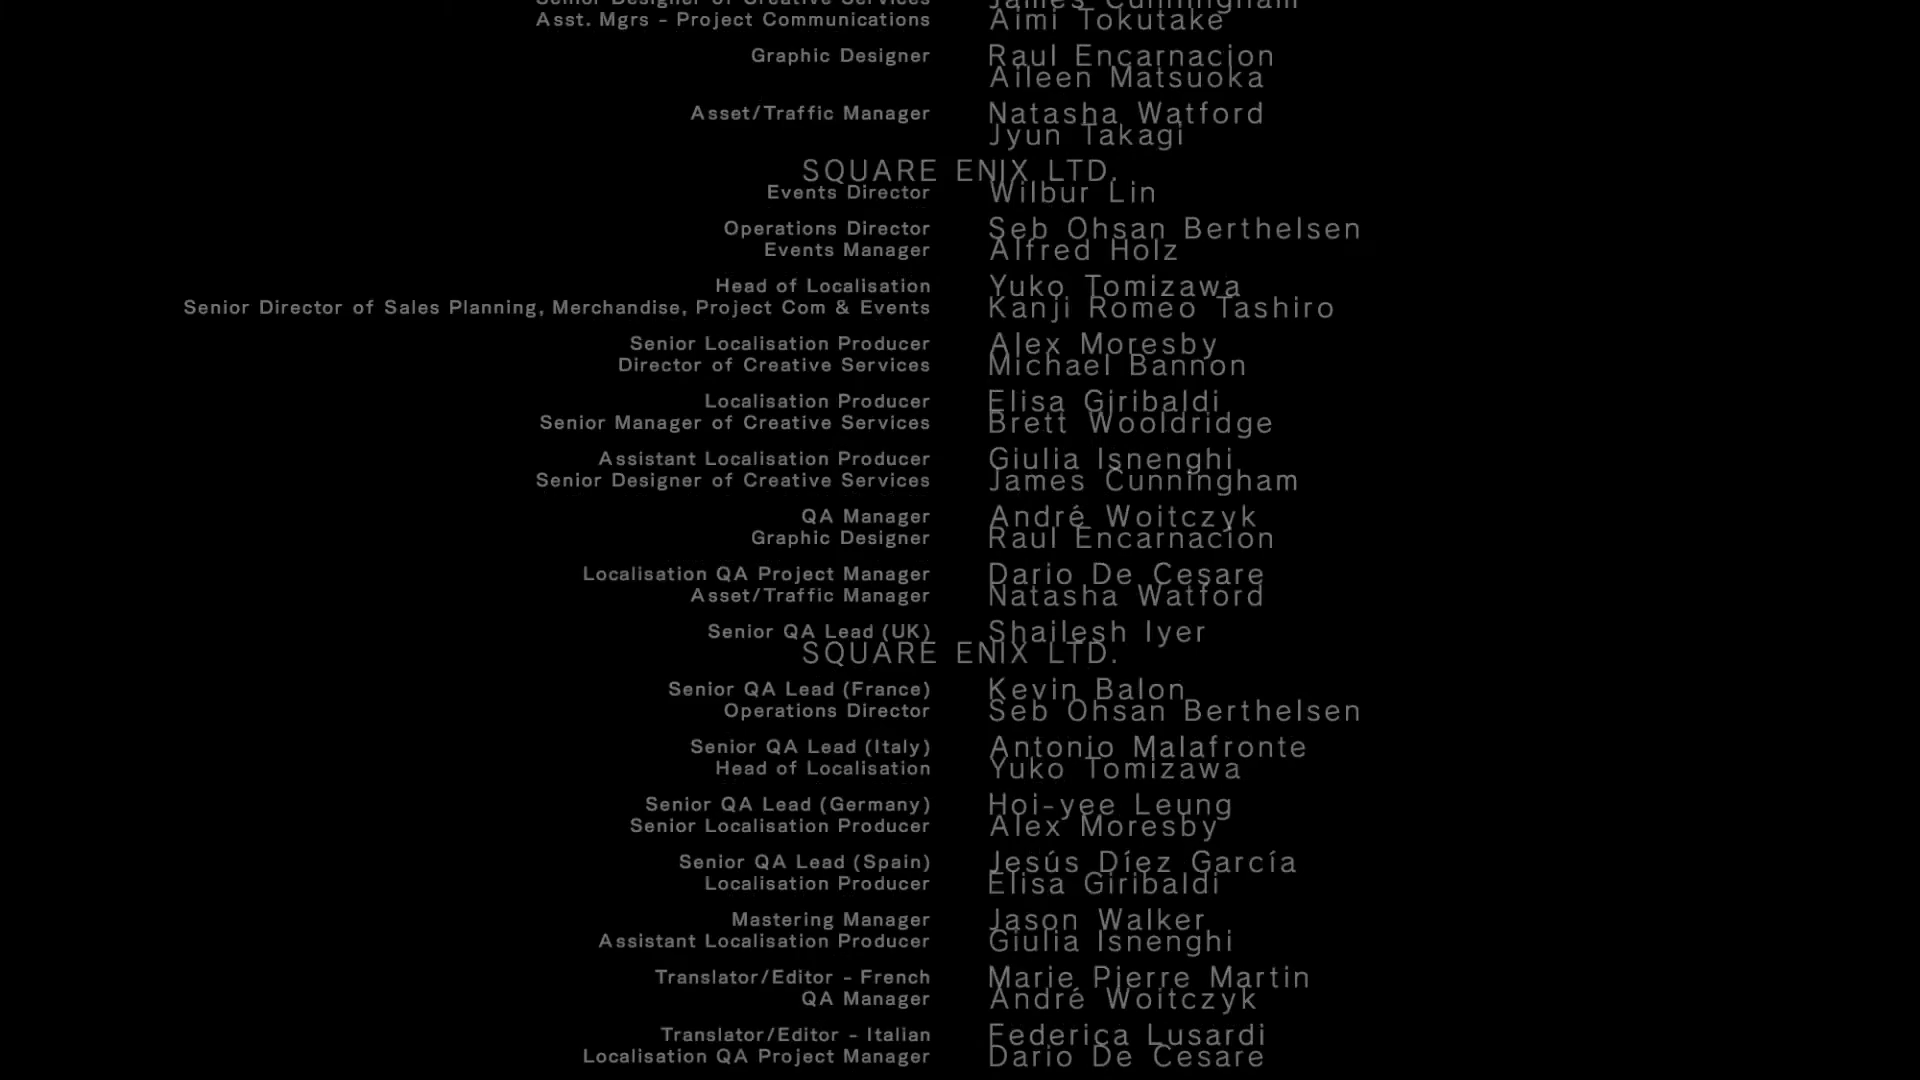 Senior Designer of Creative Services James Cunningham
Asst. Mgrs - Project Communications Aimi Tokutake
Graphic Designer Raul Encarnacion
Aileen Matsuoka
Asset/Traffic Manager Natasha Watford
Jyun Takagi
SQUARE ENIX LTD.
Events Director Wilbur Lin
Operations Director Seb Ohsan Berthelsen
Events Manager Alfred Holz
Head of Localisation Yuko Tomizawa
Senior Director of Sales Planning, Merchandise, Project Com & Events Kanji Romeo Tashiro
Senior Localisation Producer Alex Moresby
Director of Creative Services Michael Bannon
Localisation Producer Elisa Giribaldi
Senior Manager of Creative Services Brett Wooldridge
Assistant Localisation Producer Giulia Isnenghi
Senior Designer of Creative Services James Cunningham
QA Manager André Woitczyk
Graphic Designer Raul Encarnacion
Localisation QA Project Manager Dario De Cesare
Asset/Traffic Manager Natasha Watford
Senior QA Lead (UK) Shailesh Iyer
SQUARE ENIX LTD.
Senior QA Lead (France) Kevin Balon
Operations Director Seb Ohsan Berthelsen
Senior QA Lead (Italy) Antonio Malafronte
Head of Localisation Yuko Tomizawa
Senior QA Lead (Germany) Hoi-yee Leung
Senior Localisation Producer Alex Moresby
Senior QA Lead (Spain) Jesús Díez García
Localisation Producer Elisa Giribaldi
Mastering Manager Jason Walker
Assistant Localisation Producer Giulia Isnenghi
Translator/Editor - French Marie Pierre Martin
QA Manager André Woitczyk
Translator/Editor - Italian Federica Lusardi
Localisation QA Project Manager Dario De Cesare